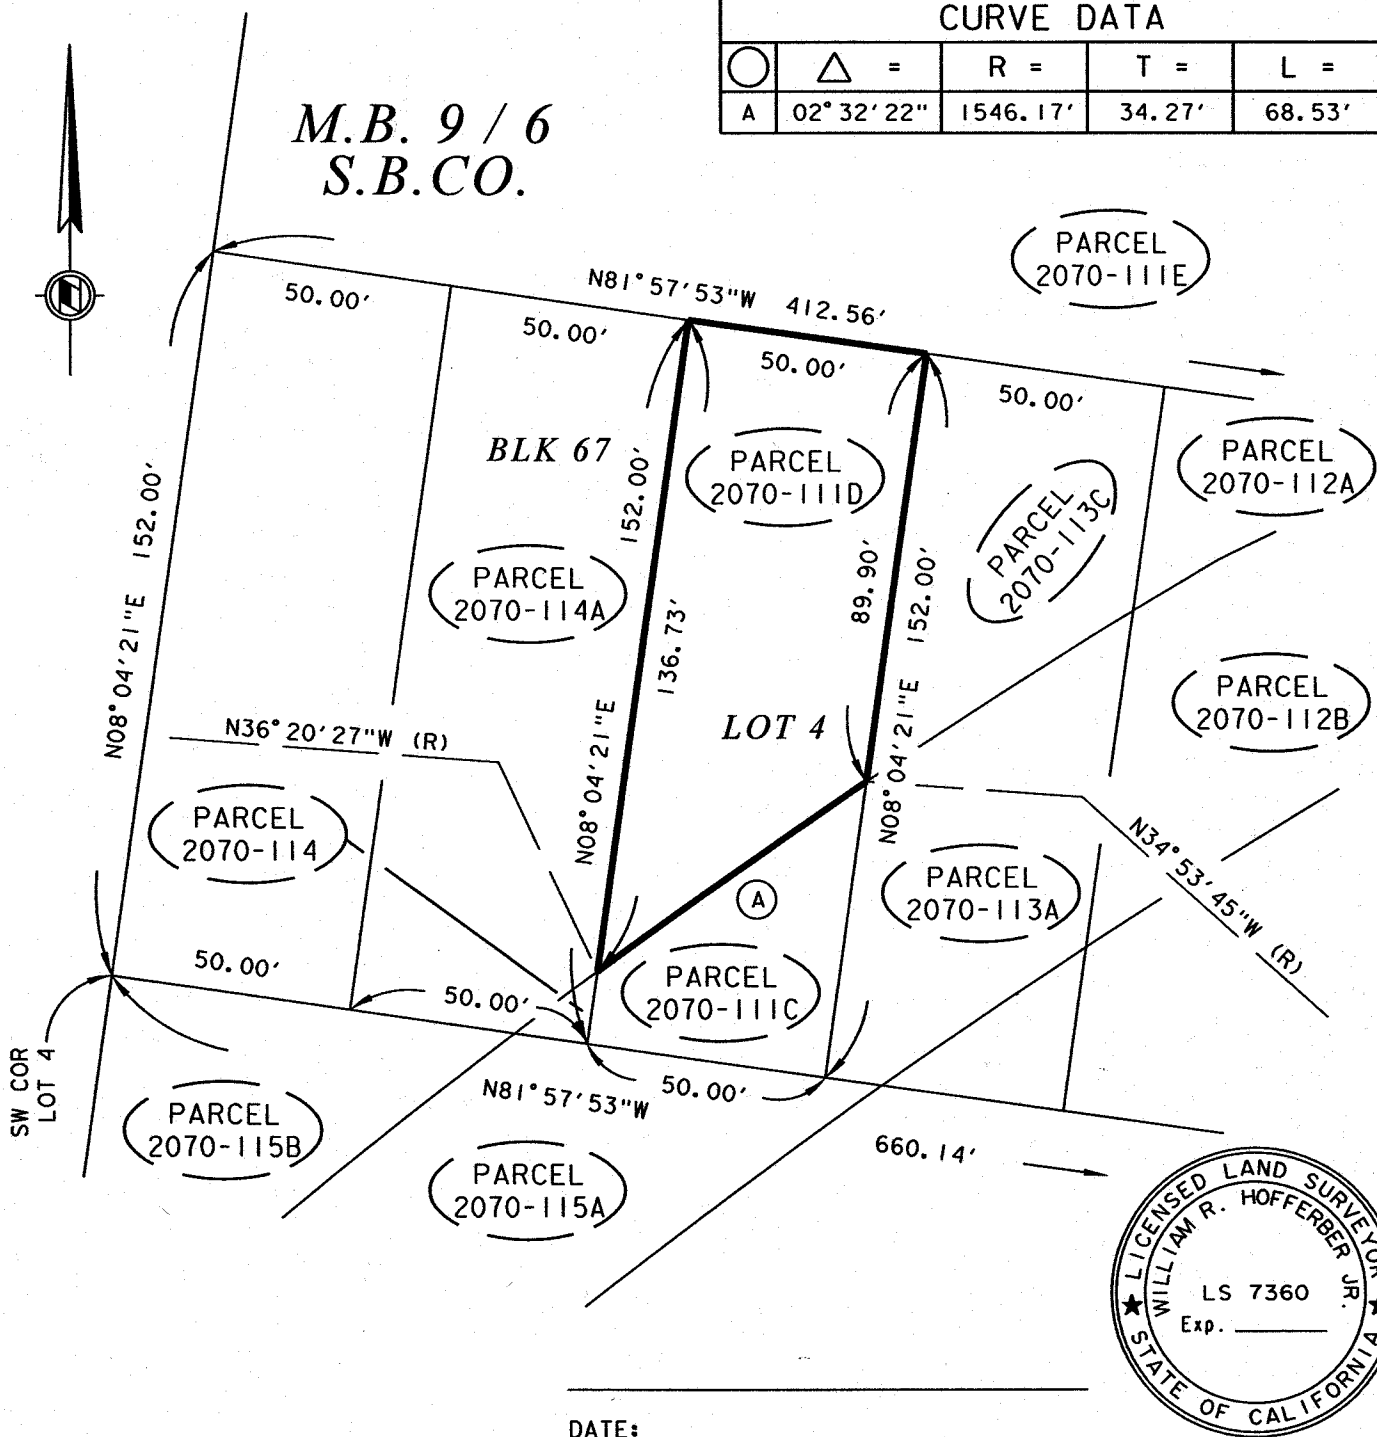 CURVE DATA
△ = R = T = L =
A 02°32'22" 1546.17' 34.27' 68.53'
M.B. 9 / 6
S.B.CO.
PARCEL
2070-111E
N81°57'53"W 412.56'
50.00'
50.00'
50.00'
50.00'
BLK 67
PARCEL
2070-111D
PARCEL
2070-112A
PARCEL
2070-113C
N08°04'21"E 152.00'
152.00'
136.73'
N08°04'21"E
89.90'
N08°04'21"E 152.00'
PARCEL
2070-114A
LOT 4
PARCEL
2070-112B
N36°20'27"W (R)
PARCEL
2070-114
N34°53'45"W (R)
A
PARCEL
2070-113A
50.00'
50.00'
PARCEL
2070-111C
SW COR
LOT 4
N81°57'53"W
50.00'
PARCEL
2070-115B
PARCEL
2070-115A
660.14'
LICENSED LAND SURVEYOR
WILLIAM R. HOFFERBER JR.
LS 7360
Exp.
STATE OF CALIFORNIA
DATE: